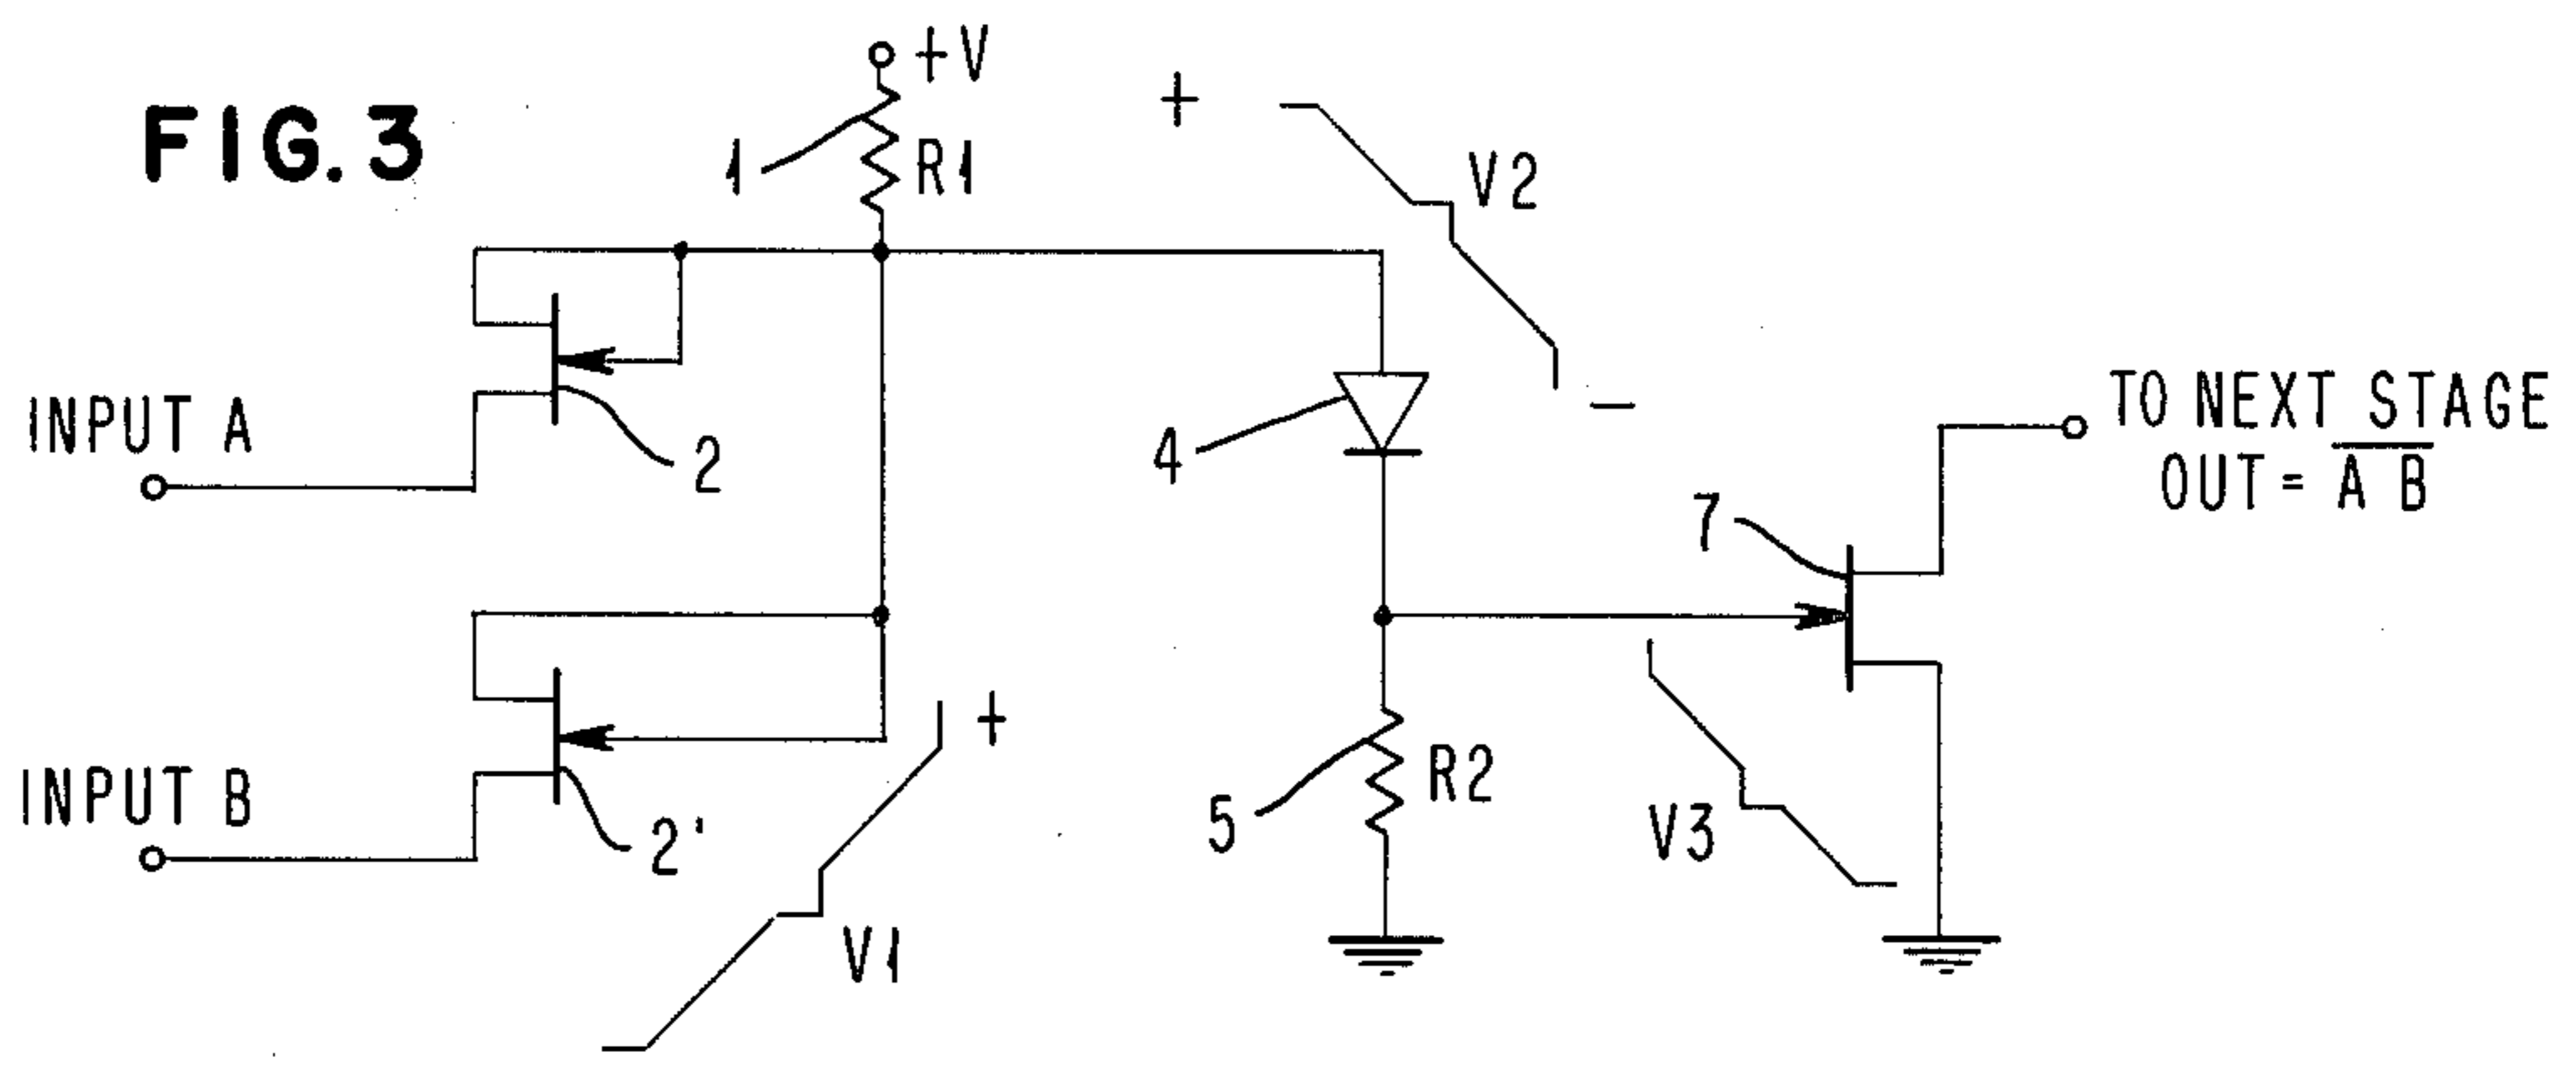 FIG. 3
+V
1
R1
+
V2
−
INPUT A
2
4
TO NEXT STAGE
OUT = A̅ ̅B̅
7
INPUT B
2'
+
V1
5
R2
V3